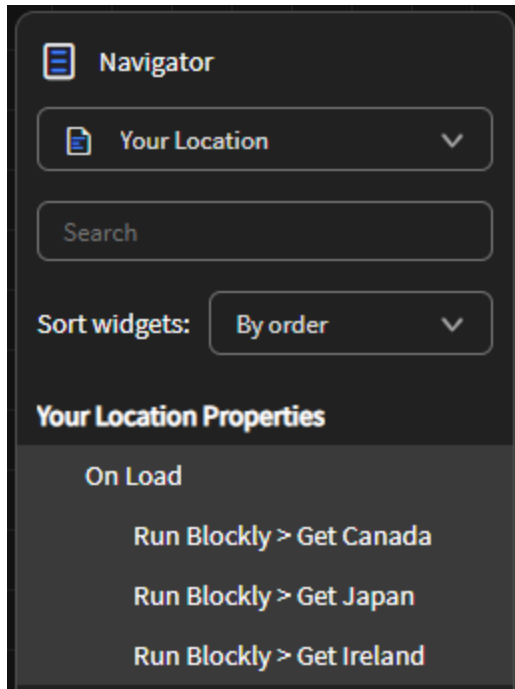 Navigator
Your Location
Search
Sort widgets: By order
Your Location Properties
On Load
Run Blockly > Get Canada
Run Blockly > Get Japan
Run Blockly > Get Ireland